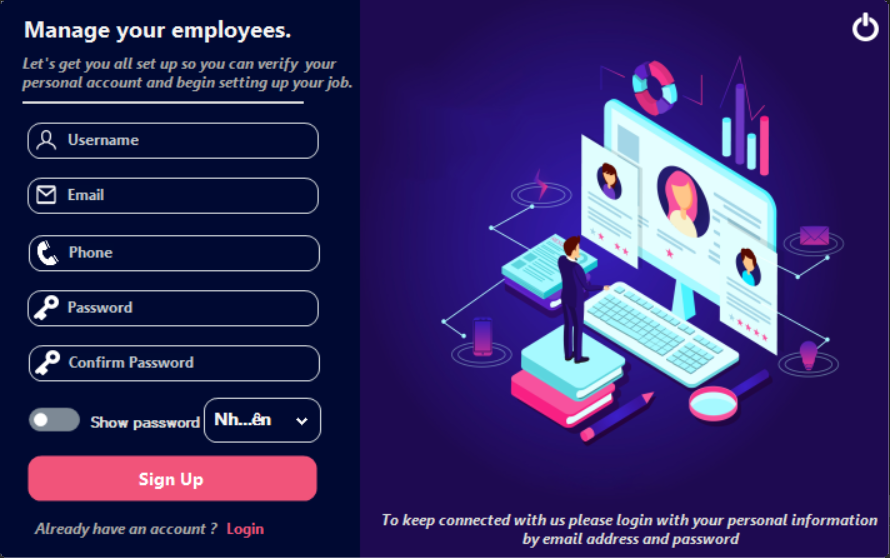 Manage your employees.
Let's get you all set up so you can verify your
personal account and begin setting up your job.
Username
Email
Phone
Password
Confirm Password
Show password
Nh...ên
Sign Up
Already have an account ? Login
To keep connected with us please login with your personal information
by email address and password